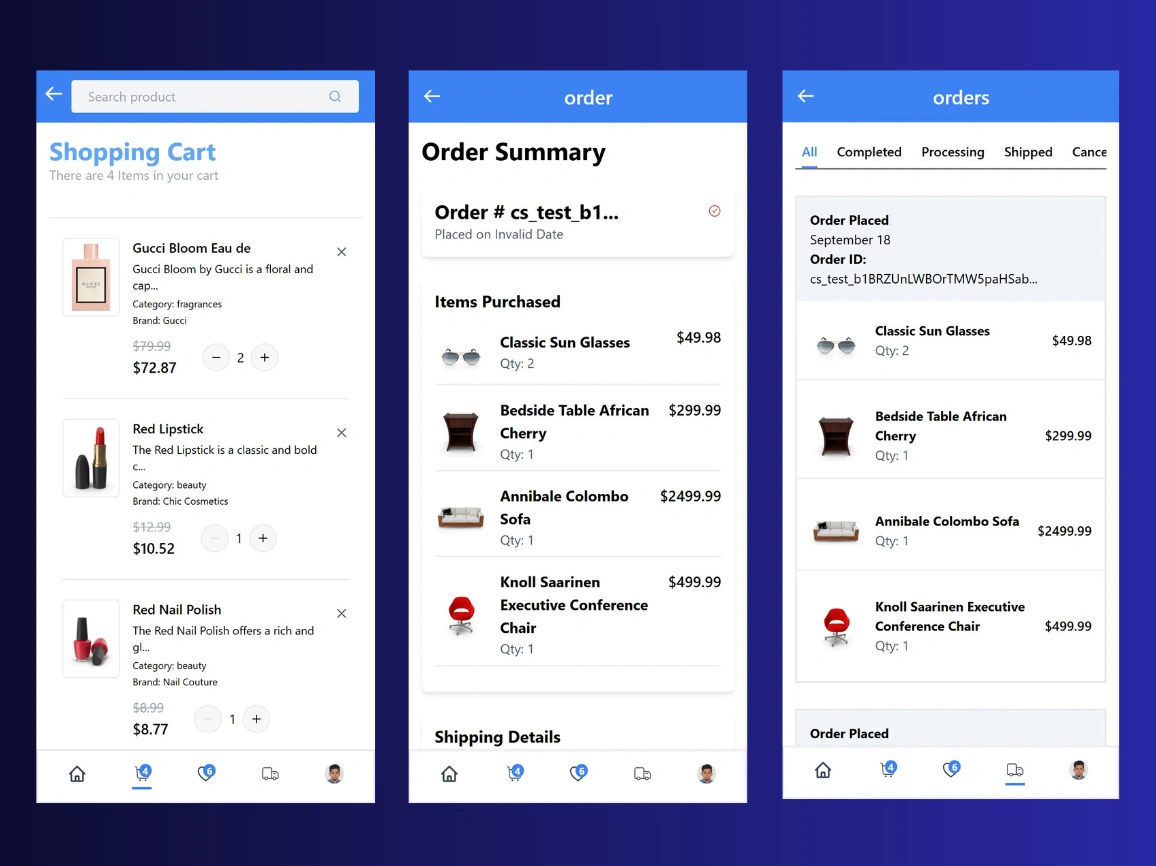 Search product
Shopping Cart
There are 4 Items in your cart
Gucci Bloom Eau de
Gucci Bloom by Gucci is a floral and
cap...
Category: fragrances
Brand: Gucci
$79.99
$72.87
2
Red Lipstick
The Red Lipstick is a classic and bold
c...
Category: beauty
Brand: Chic Cosmetics
$12.99
$10.52
1
Red Nail Polish
The Red Nail Polish offers a rich and
gl...
Category: beauty
Brand: Nail Couture
$8.99
$8.77
1
4
6
order
Order Summary
Order # cs_test_b1...
Placed on Invalid Date
Items Purchased
Classic Sun Glasses
$49.98
Qty: 2
Bedside Table African
Cherry
$299.99
Qty: 1
Annibale Colombo
Sofa
$2499.99
Qty: 1
Knoll Saarinen
Executive Conference
Chair
$499.99
Qty: 1
Shipping Details
4
6
orders
All Completed Processing Shipped Cance
Order Placed
September 18
Order ID:
cs_test_b1BRZUnLWBOrTMW5paHSab...
Classic Sun Glasses
Qty: 2
$49.98
Bedside Table African
Cherry
Qty: 1
$299.99
Annibale Colombo Sofa
Qty: 1
$2499.99
Knoll Saarinen Executive
Conference Chair
Qty: 1
$499.99
Order Placed
4
6